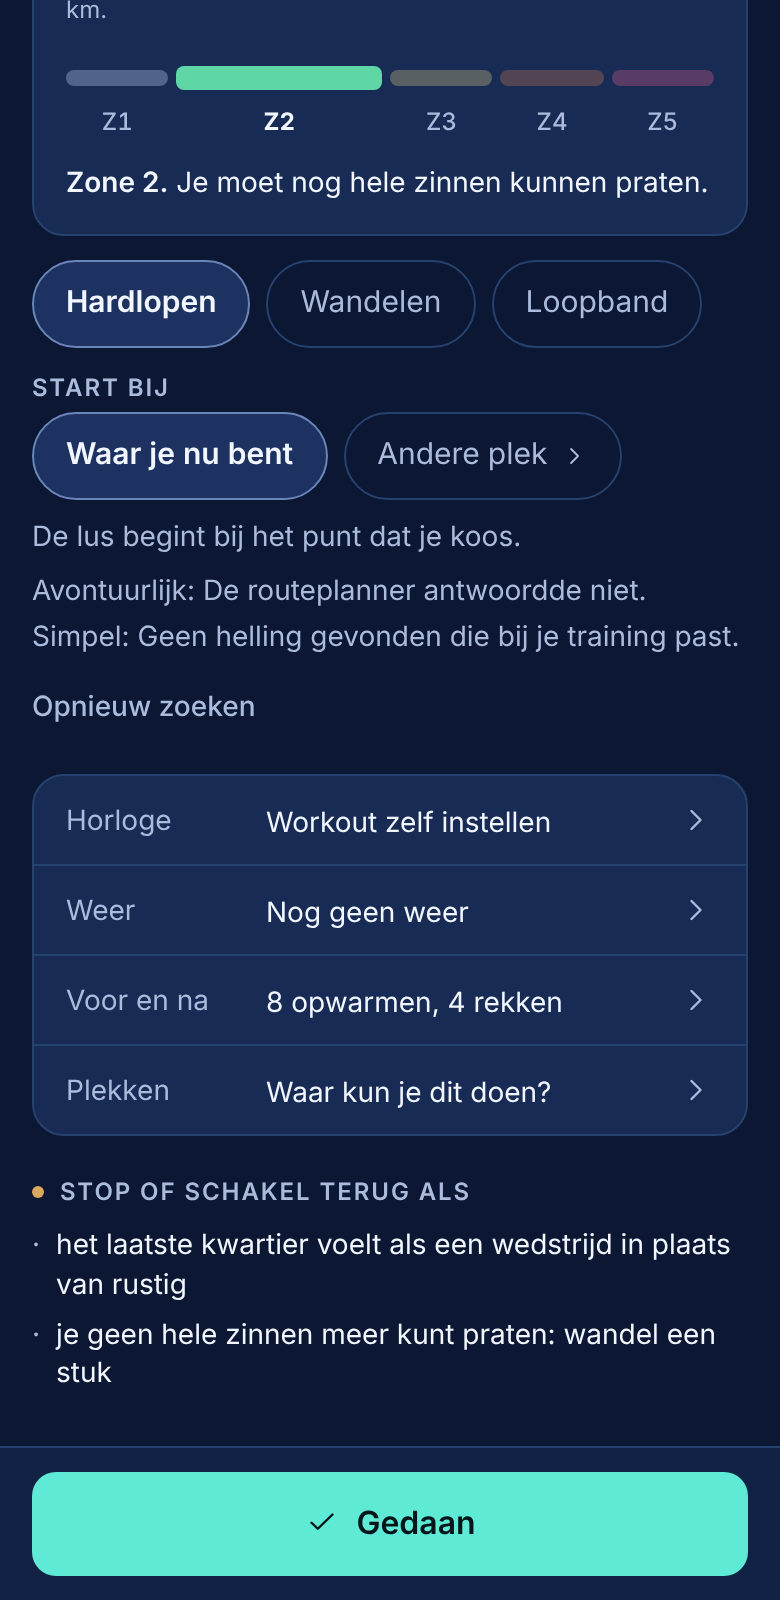 km.
Z1 Z2 Z3 Z4 Z5
Zone 2. Je moet nog hele zinnen kunnen praten.
Hardlopen Wandelen Loopband
START BIJ
Waar je nu bent Andere plek
De lus begint bij het punt dat je koos.
Avontuurlijk: De routeplanner antwoordde niet.
Simpel: Geen helling gevonden die bij je training past.
Opnieuw zoeken
Horloge Workout zelf instellen
Weer Nog geen weer
Voor en na 8 opwarmen, 4 rekken
Plekken Waar kun je dit doen?
STOP OF SCHAKEL TERUG ALS
· het laatste kwartier voelt als een wedstrijd in plaats
van rustig
· je geen hele zinnen meer kunt praten: wandel een
stuk
Gedaan